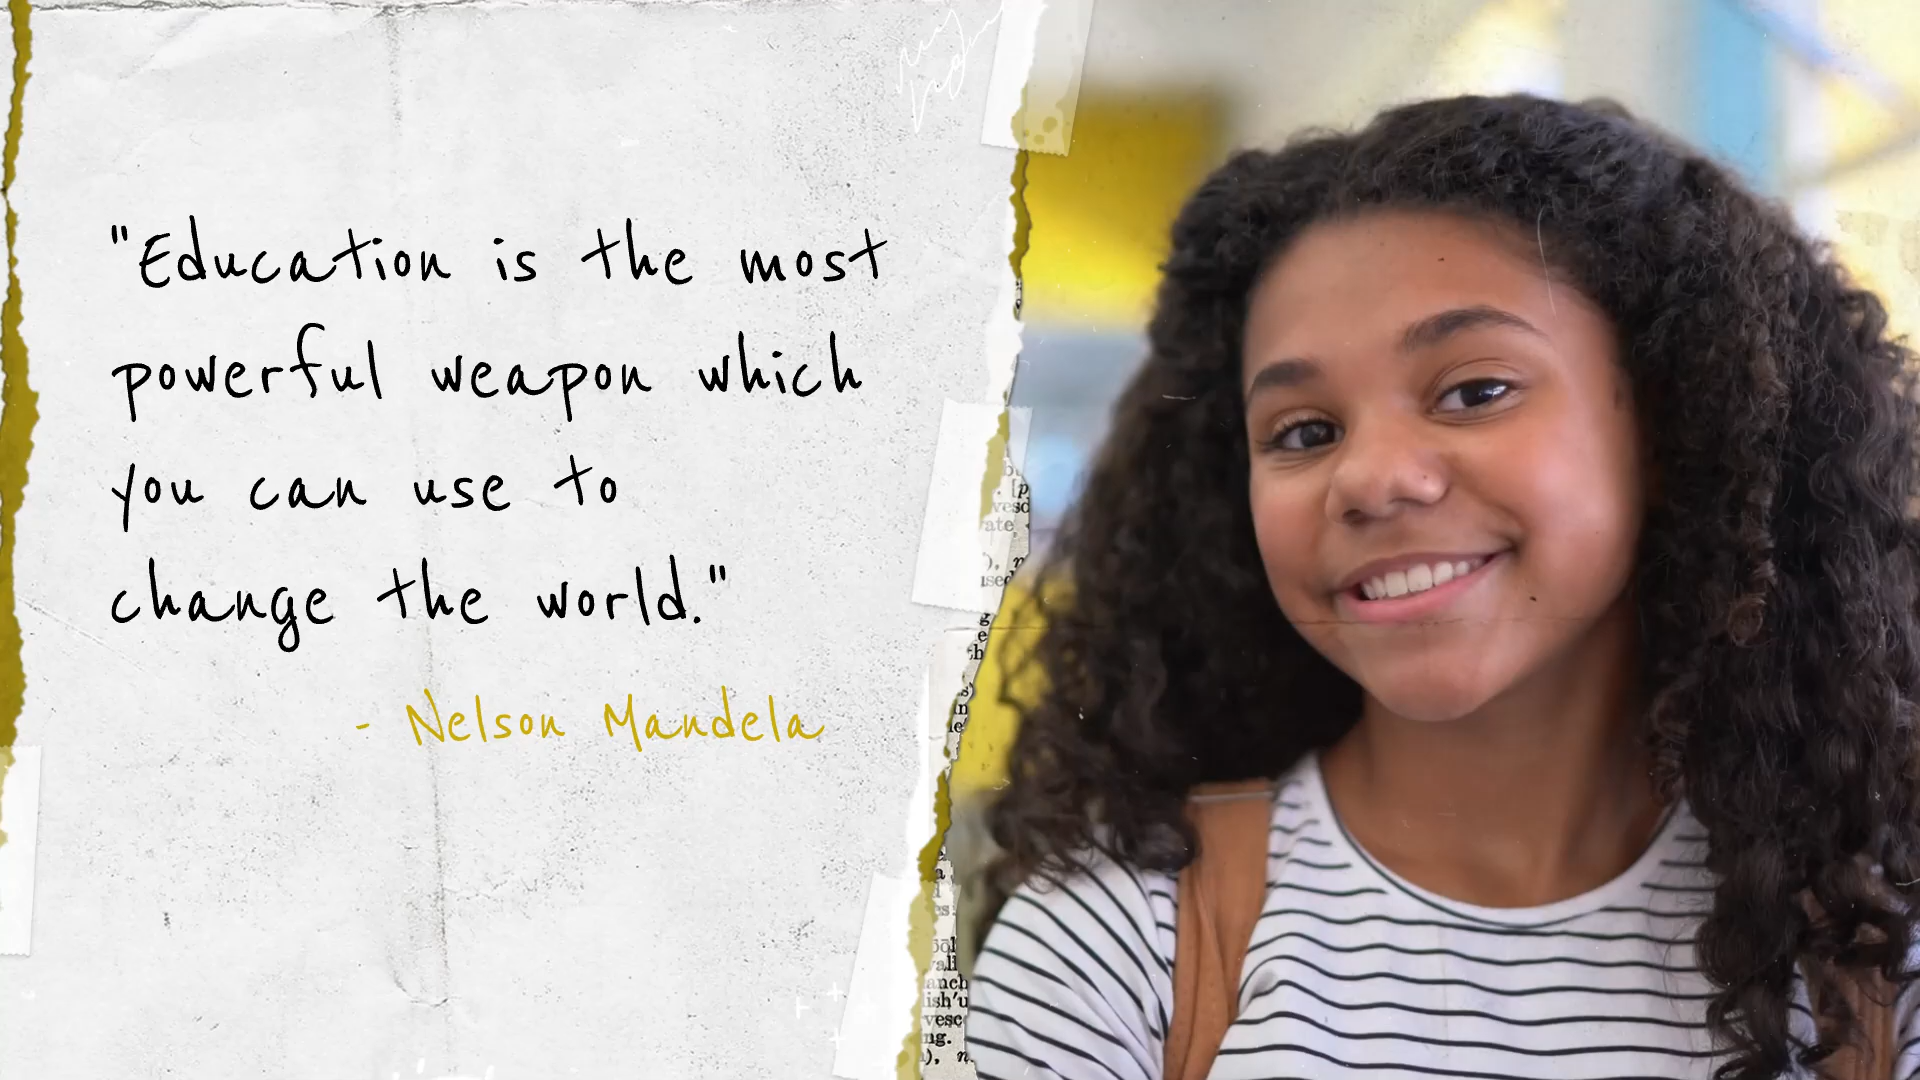 "Education is the most
powerful weapon which
you can use to
change the world."
- Nelson Mandela